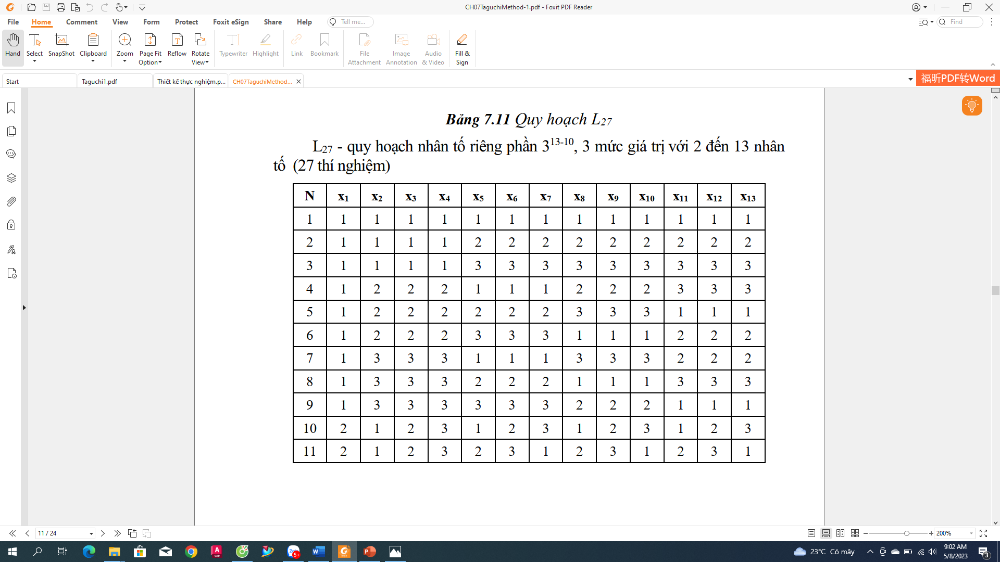 CH07TaguchiMethod-1.pdf - Foxit PDF Reader
File Home Comment View Form Protect Foxit eSign Share Help Tell me... Find
Hand Select SnapShot Clipboard Zoom Page Fit Option Reflow Rotate View Typewriter Highlight Link Bookmark File Attachment Image Annotation Audio & Video Fill & Sign
Start Taguchi1.pdf Thiết kế thực nghiệm.p... CH07TaguchiMethod... 福昕PDF转Word
Bảng 7.11 Quy hoạch L27
L27 - quy hoạch nhân tố riêng phần 3^13-10, 3 mức giá trị với 2 đến 13 nhân
tố (27 thí nghiệm)
N x1 x2 x3 x4 x5 x6 x7 x8 x9 x10 x11 x12 x13
1 1 1 1 1 1 1 1 1 1 1 1 1 1
2 1 1 1 1 2 2 2 2 2 2 2 2 2
3 1 1 1 1 3 3 3 3 3 3 3 3 3
4 1 2 2 2 1 1 1 2 2 2 3 3 3
5 1 2 2 2 2 2 2 3 3 3 1 1 1
6 1 2 2 2 3 3 3 1 1 1 2 2 2
7 1 3 3 3 1 1 1 3 3 3 2 2 2
8 1 3 3 3 2 2 2 1 1 1 3 3 3
9 1 3 3 3 3 3 3 2 2 2 1 1 1
10 2 1 2 3 1 2 3 1 2 3 1 2 3
11 2 1 2 3 2 3 1 2 3 1 2 3 1
11 / 24 200%
23°C Có mây 9:02 AM
5/8/2023 3